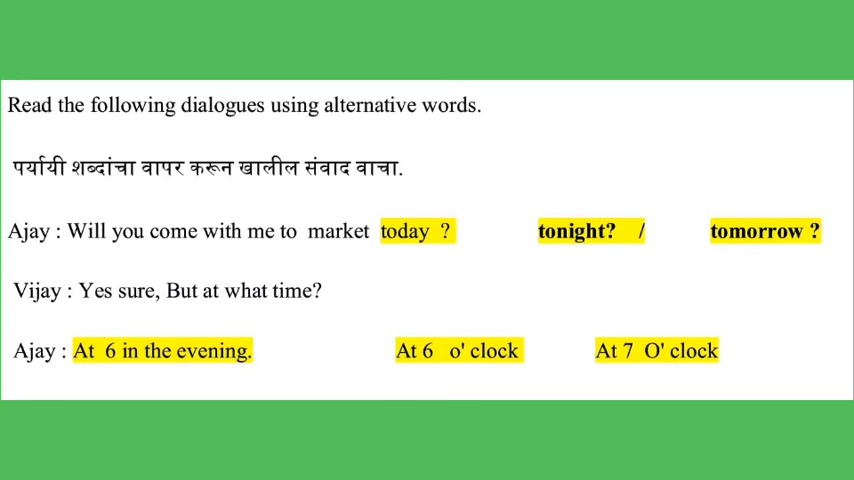 Read the following dialogues using alternative words.
पर्यायी शब्दांचा वापर करून खालील संवाद वाचा.
Ajay : Will you come with me to market today ? tonight? / tomorrow ?
Vijay : Yes sure, But at what time?
Ajay : At 6 in the evening. At 6 o' clock At 7 O' clock